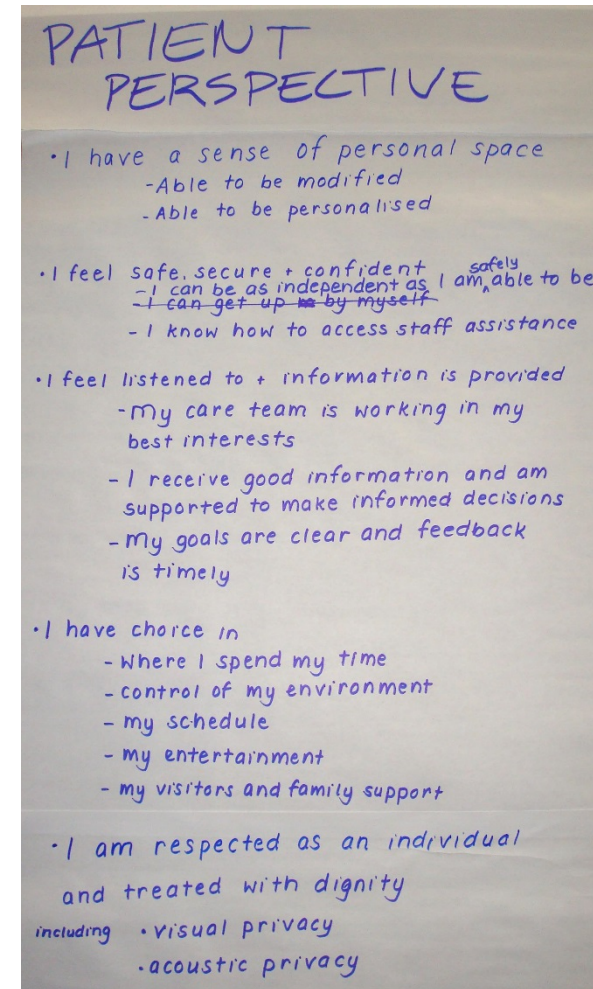 PATIENT
PERSPECTIVE
· I have a sense of personal space
- Able to be modified
- Able to be personalised
· I feel safe, secure + confident
- I can be as independent as I am safely able to be
- I can get up by myself
- I know how to access staff assistance
· I feel listened to + information is provided
- My care team is working in my
best interests
- I receive good information and am
supported to make informed decisions
- My goals are clear and feedback
is timely
· I have choice in
- Where I spend my time
- control of my environment
- my schedule
- my entertainment
- my visitors and family support
· I am respected as an individual
and treated with dignity
including · visual privacy
· acoustic privacy